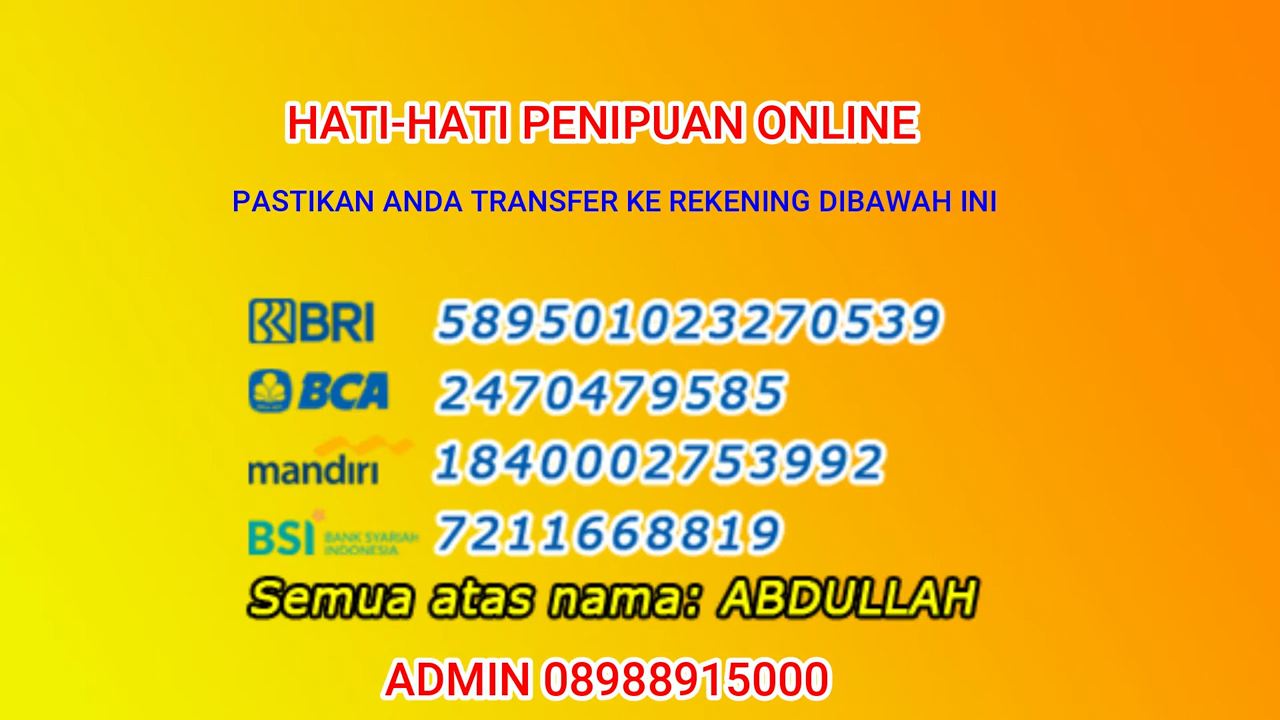 HATI-HATI PENIPUAN ONLINE
PASTIKAN ANDA TRANSFER KE REKENING DIBAWAH INI
BRI 589501023270539
BCA 2470479585
mandiri 1840002753992
BSI BANK SYARIAH INDONESIA 7211668819
Semua atas nama: ABDULLAH
ADMIN 08988915000